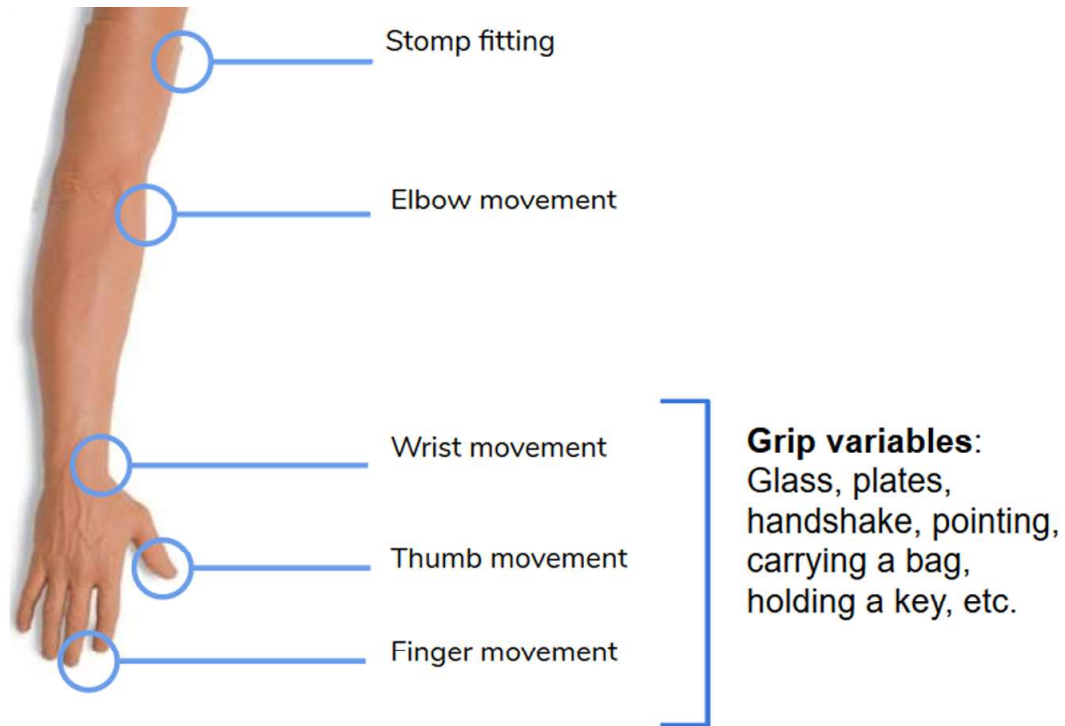 Stomp fitting
Elbow movement
Wrist movement
Thumb movement
Finger movement
Grip variables:
Glass, plates,
handshake, pointing,
carrying a bag,
holding a key, etc.